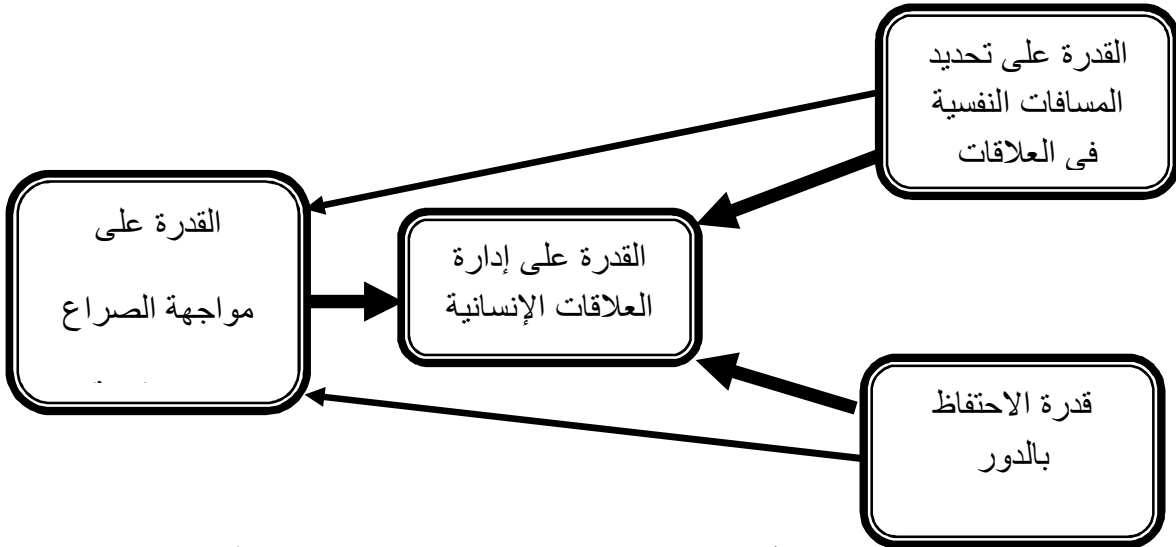 القدرة على تحديد
المسافات النفسية
فى العلاقات
القدرة على
مواجهة الصراع
القدرة على إدارة
العلاقات الإنسانية
قدرة الاحتفاظ
بالدور